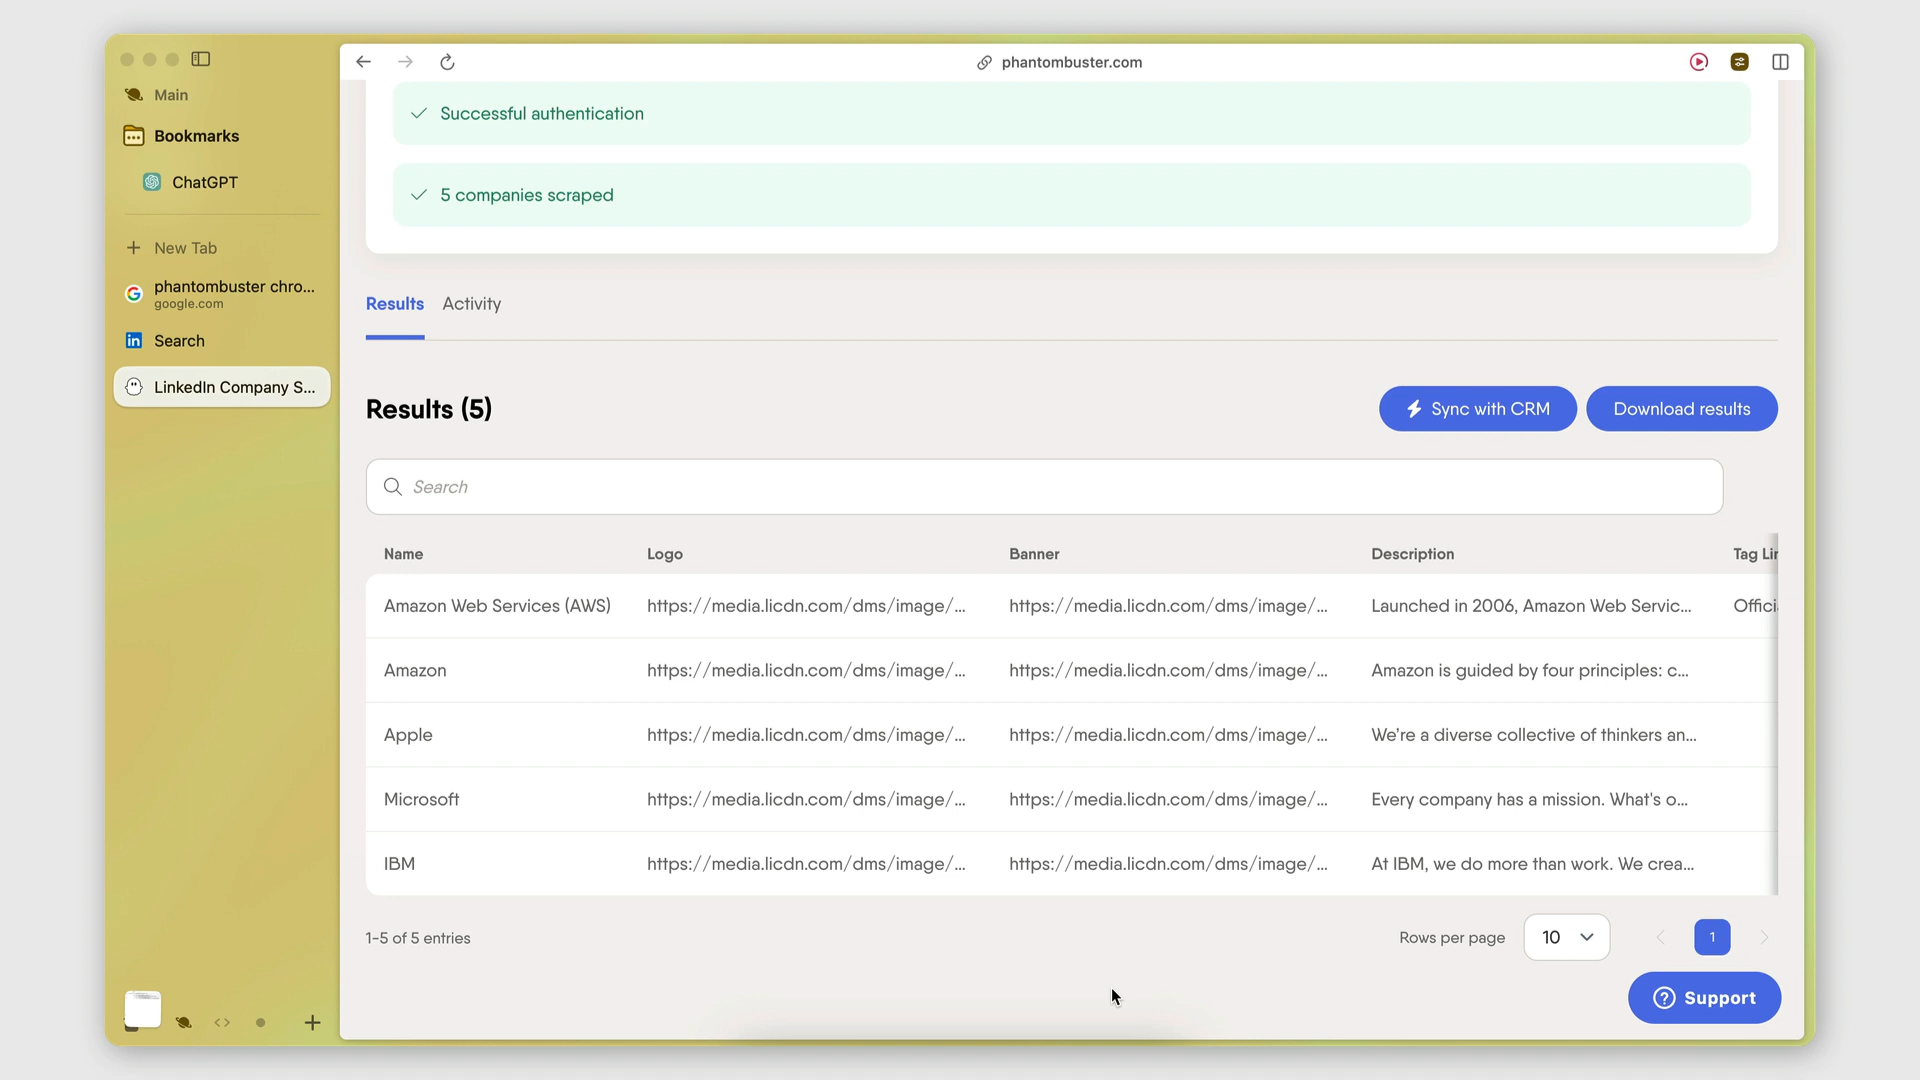 phantombuster.com
Main
Bookmarks
ChatGPT
New Tab
phantombuster chro...
google.com
Search
LinkedIn Company S...
Successful authentication
5 companies scraped
Results Activity
Results (5)
Sync with CRM
Download results
Search
Name Logo Banner Description Tag Lin
Amazon Web Services (AWS) https://media.licdn.com/dms/image/... https://media.licdn.com/dms/image/... Launched in 2006, Amazon Web Servic... Offici
Amazon https://media.licdn.com/dms/image/... https://media.licdn.com/dms/image/... Amazon is guided by four principles: c...
Apple https://media.licdn.com/dms/image/... https://media.licdn.com/dms/image/... We're a diverse collective of thinkers an...
Microsoft https://media.licdn.com/dms/image/... https://media.licdn.com/dms/image/... Every company has a mission. What's o...
IBM https://media.licdn.com/dms/image/... https://media.licdn.com/dms/image/... At IBM, we do more than work. We crea...
1-5 of 5 entries
Rows per page 10 1
Support